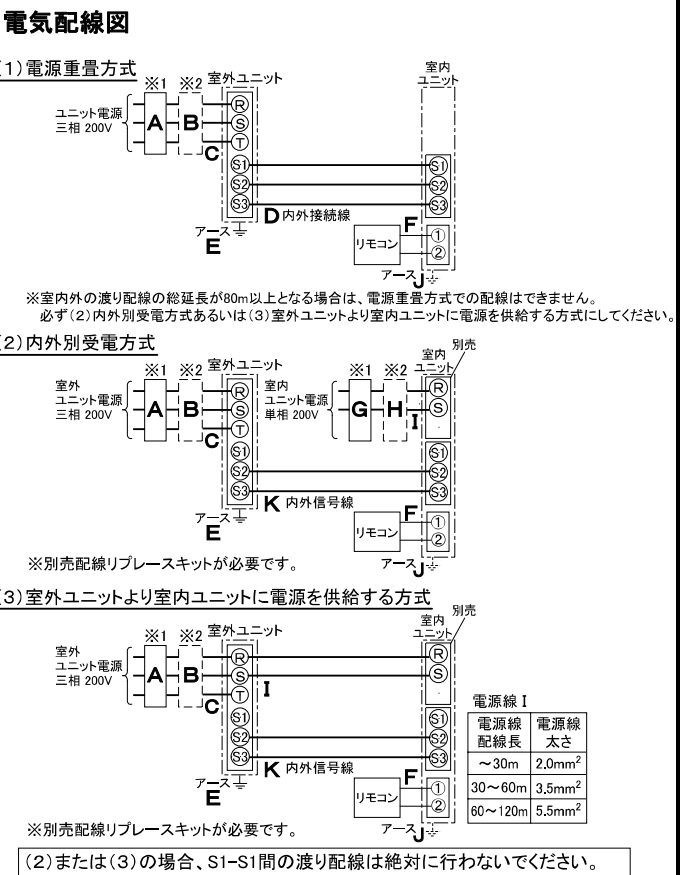 電気配線図
(1)電源重畳方式
※1 ※2 室外ユニット
室内
ユニット
ユニット電源
三相 200V
A B C
R
S
T
S1
S2
S3
S1
S2
S3
D 内外接続線
アース
E
リモコン
F
①
②
アース J
※室内外の渡り配線の総延長が80m以上となる場合は、電源重畳方式での配線はできません。
必ず(2)内外別受電方式あるいは(3)室外ユニットより室内ユニットに電源を供給する方式にしてください。
(2)内外別受電方式
※1 ※2 室外ユニット
室外
ユニット電源
三相 200V
A B C
R
S
T
S1
S2
S3
室内
ユニット電源
単相 200V
※1 ※2
G H I
室内
ユニット
別売
R
S
S1
S2
S3
K 内外信号線
アース
E
リモコン
F
①
②
アース J
※別売配線リプレースキットが必要です。
(3)室外ユニットより室内ユニットに電源を供給する方式
※1 ※2 室外ユニット
室外
ユニット電源
三相 200V
A B C
R
S
T
S1
S2
S3
I
室内
ユニット
別売
R
S
S1
S2
S3
K 内外信号線
アース
E
リモコン
F
①
②
アース J
※別売配線リプレースキットが必要です。
電源線 I
電源線
配線長
電源線
太さ
～30m 2.0mm²
30～60m 3.5mm²
60～120m 5.5mm²
(2)または(3)の場合、S1-S1間の渡り配線は絶対に行わないでください。